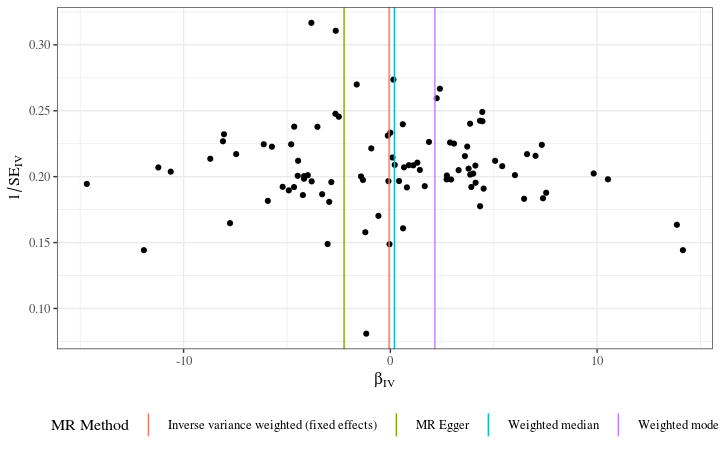 0.30
0.25
0.20
0.15
0.10
1/SE_IV
-10 0 10
β_IV
MR Method Inverse variance weighted (fixed effects) MR Egger Weighted median Weighted mode